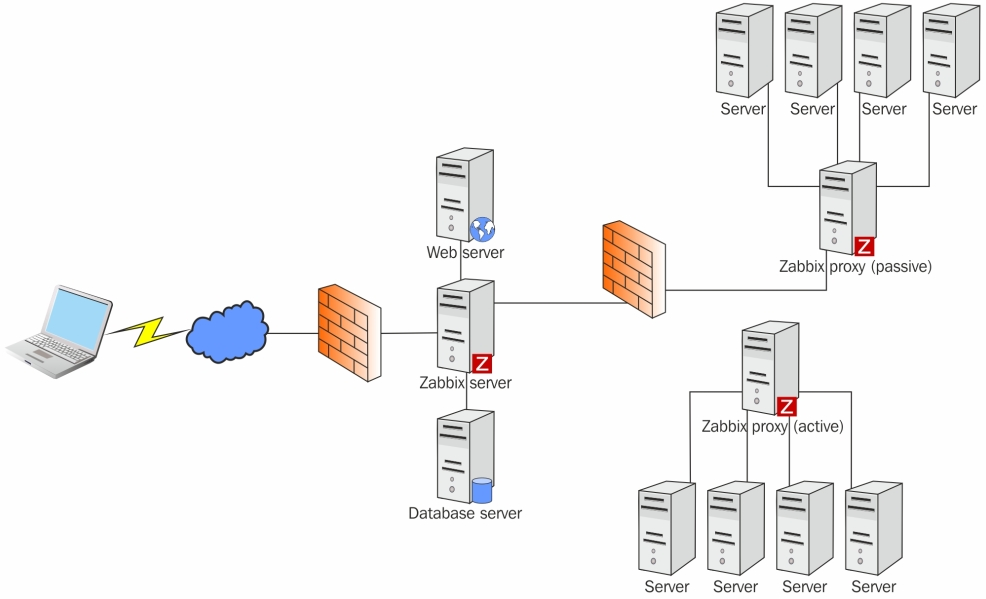 Server
Server
Server
Server
Web server
Z
Zabbix proxy (passive)
Z
Zabbix server
Z
Zabbix proxy (active)
Database server
Server
Server
Server
Server